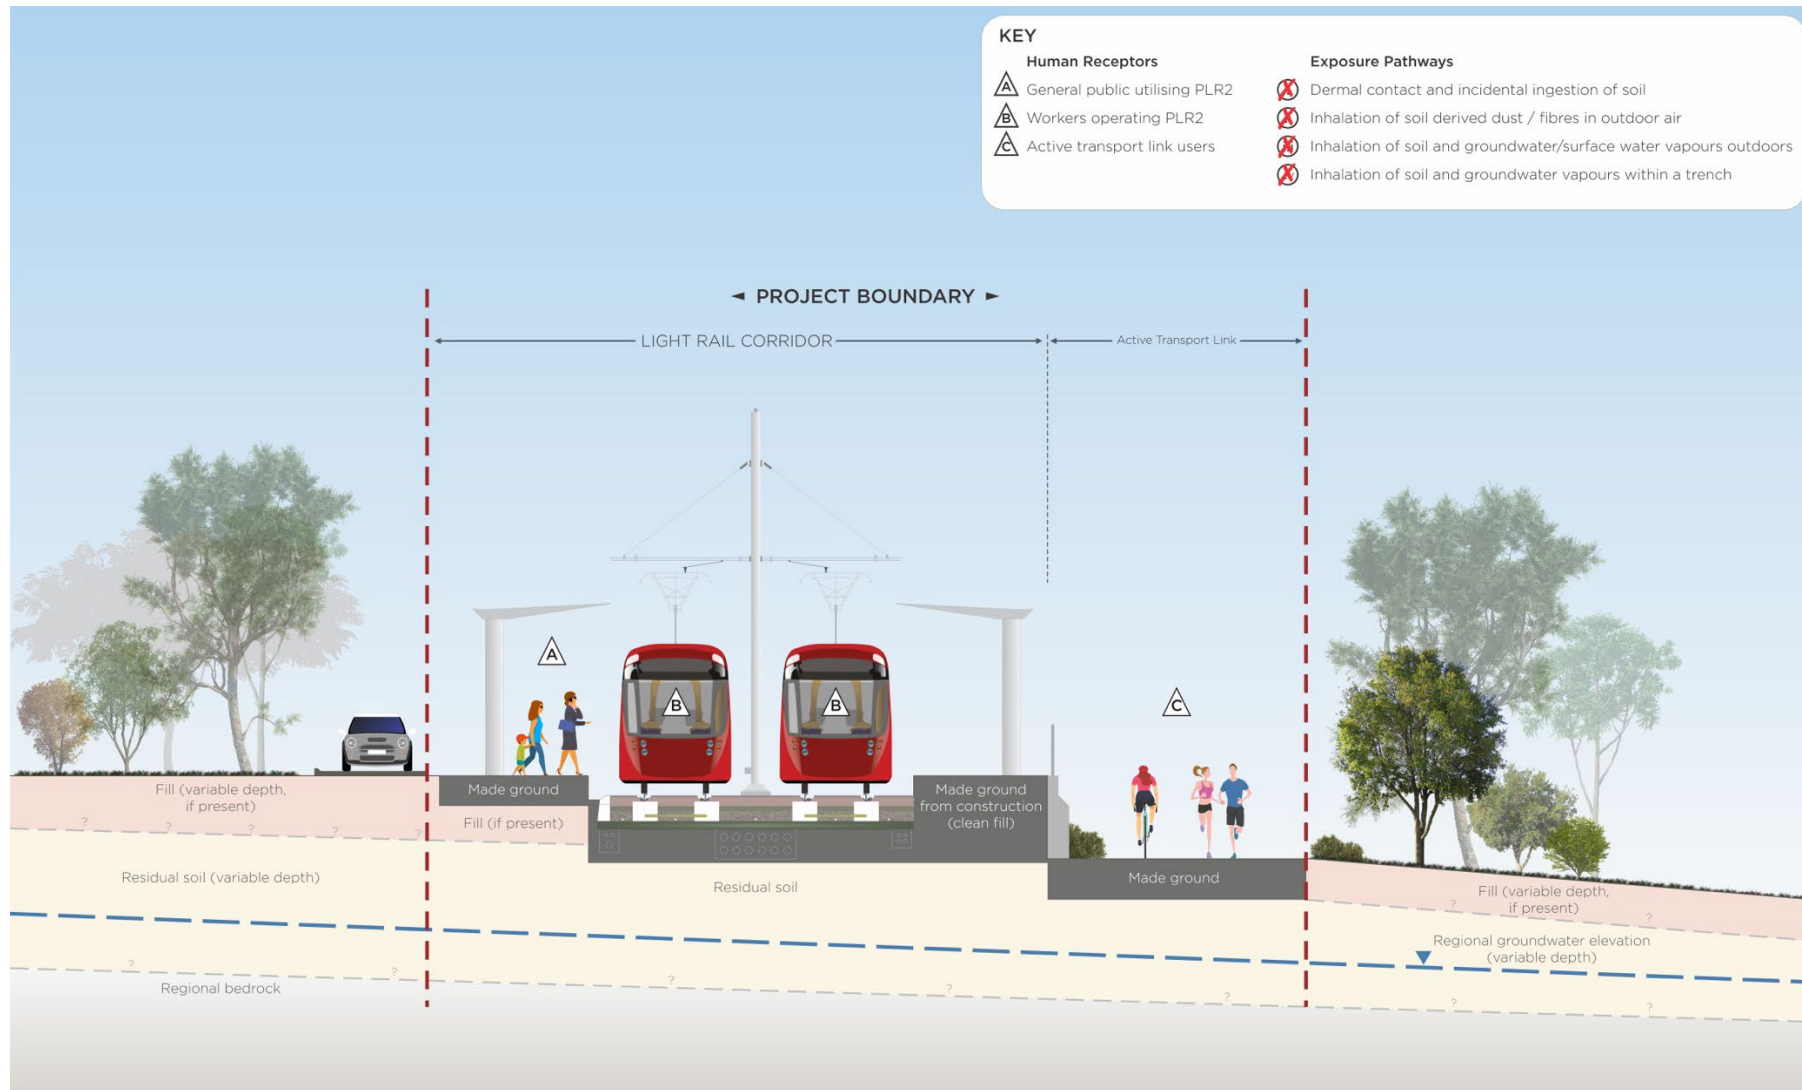 KEY
Human Receptors
A General public utilising PLR2
B Workers operating PLR2
C Active transport link users
Exposure Pathways
Dermal contact and incidental ingestion of soil
Inhalation of soil derived dust / fibres in outdoor air
Inhalation of soil and groundwater/surface water vapours outdoors
Inhalation of soil and groundwater vapours within a trench
PROJECT BOUNDARY
LIGHT RAIL CORRIDOR
Active Transport Link
A
B
B
C
Fill (variable depth,
if present)
Made ground
Fill (if present)
Made ground
from construction
(clean fill)
Made ground
Fill (variable depth,
if present)
? ? ? ? ? ?
? ?
Residual soil (variable depth)
Residual soil
Regional groundwater elevation
(variable depth)
? ? ? ? ? ? ?
Regional bedrock